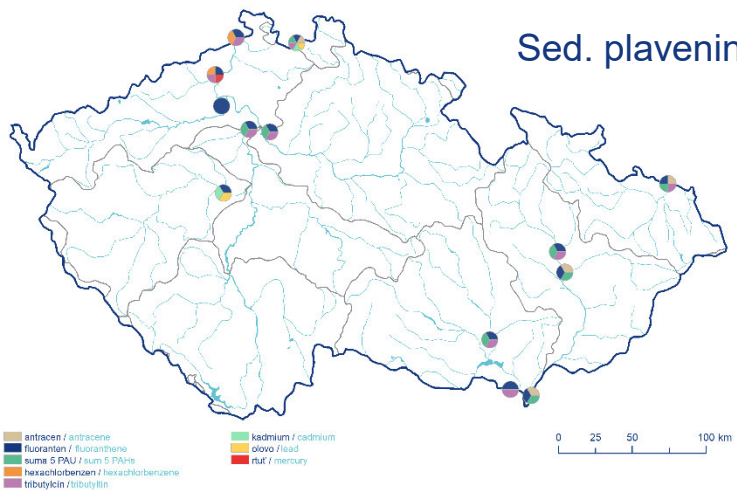 Sed. plavenin
antracen / antracene
fluoranten / fluoranthene
suma 5 PAU / sum 5 PAHs
hexachlorbenzen / hexachlorbenzene
tributylcín / tributyltin
kadmium / cadmium
olovo / lead
rtuť / mercury
0 25 50 100 km